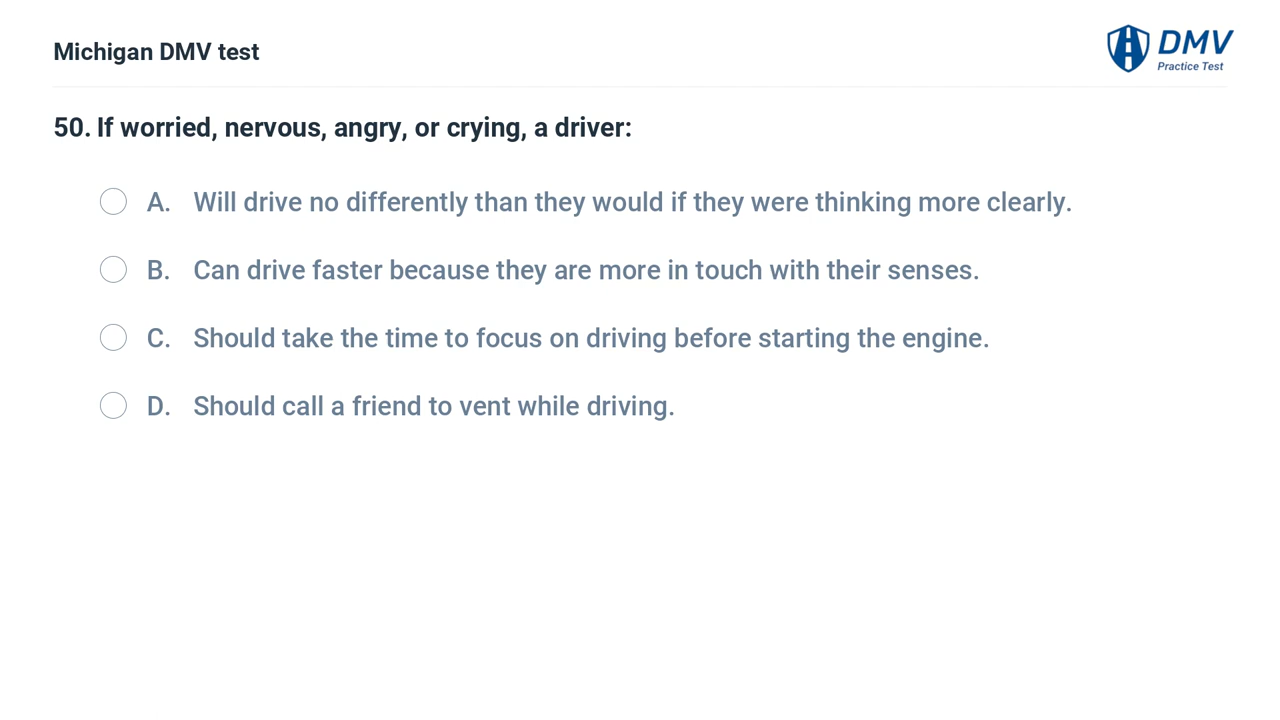 Michigan DMV test
DMV
Practice Test
50. If worried, nervous, angry, or crying, a driver:
A. Will drive no differently than they would if they were thinking more clearly.
B. Can drive faster because they are more in touch with their senses.
C. Should take the time to focus on driving before starting the engine.
D. Should call a friend to vent while driving.